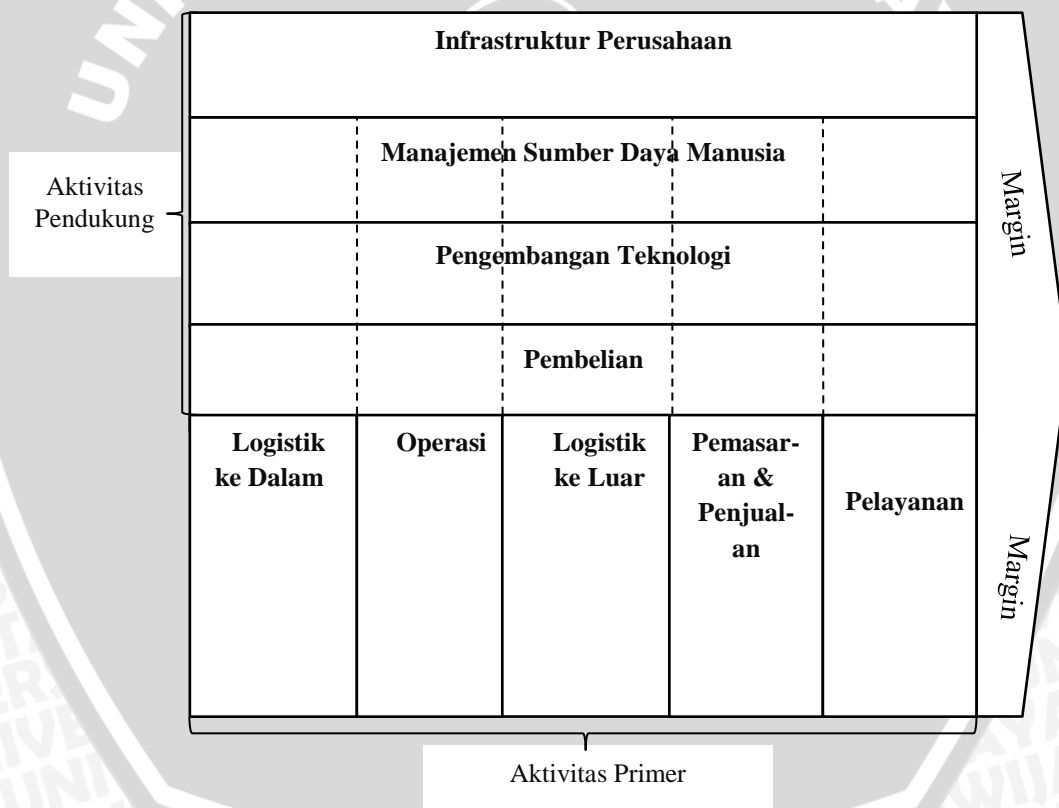 Infrastruktur Perusahaan
Manajemen Sumber Daya Manusia
Aktivitas
Pendukung
Pengembangan Teknologi
Pembelian
Logistik
ke Dalam
Operasi
Logistik
ke Luar
Pemasar-
an &
Penjual-
an
Pelayanan
Margin
Margin
Aktivitas Primer